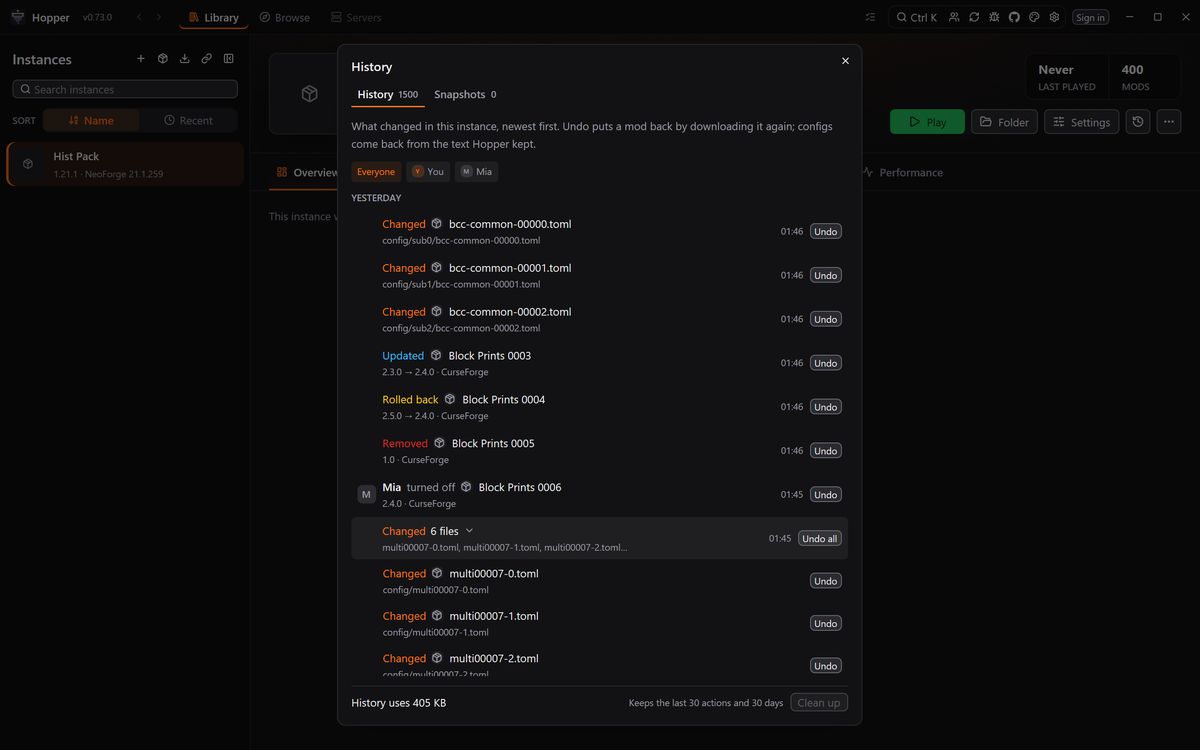 Hopper v0.73.0 Library Browse Servers Ctrl K Sign in
Instances
Search instances
SORT Name Recent
Hist Pack
1.21.1 · NeoForge 21.1.259
Never
LAST PLAYED
400
MODS
Play Folder Settings
Overview Performance
This instance
History
History 1500 Snapshots 0
What changed in this instance, newest first. Undo puts a mod back by downloading it again; configs
come back from the text Hopper kept.
Everyone Y You M Mia
YESTERDAY
Changed bcc-common-00000.toml
config/sub0/bcc-common-00000.toml
01:46 Undo
Changed bcc-common-00001.toml
config/sub1/bcc-common-00001.toml
01:46 Undo
Changed bcc-common-00002.toml
config/sub2/bcc-common-00002.toml
01:46 Undo
Updated Block Prints 0003
2.3.0 → 2.4.0 · CurseForge
01:46 Undo
Rolled back Block Prints 0004
2.5.0 → 2.4.0 · CurseForge
01:46 Undo
Removed Block Prints 0005
1.0 · CurseForge
01:46 Undo
M Mia turned off Block Prints 0006
2.4.0 · CurseForge
01:45 Undo
Changed 6 files
multi00007-0.toml, multi00007-1.toml, multi00007-2.toml...
01:45 Undo all
Changed multi00007-0.toml
config/multi00007-0.toml
Undo
Changed multi00007-1.toml
config/multi00007-1.toml
Undo
Changed multi00007-2.toml
config/multi00007-2.toml
Undo
History uses 405 KB
Keeps the last 30 actions and 30 days Clean up